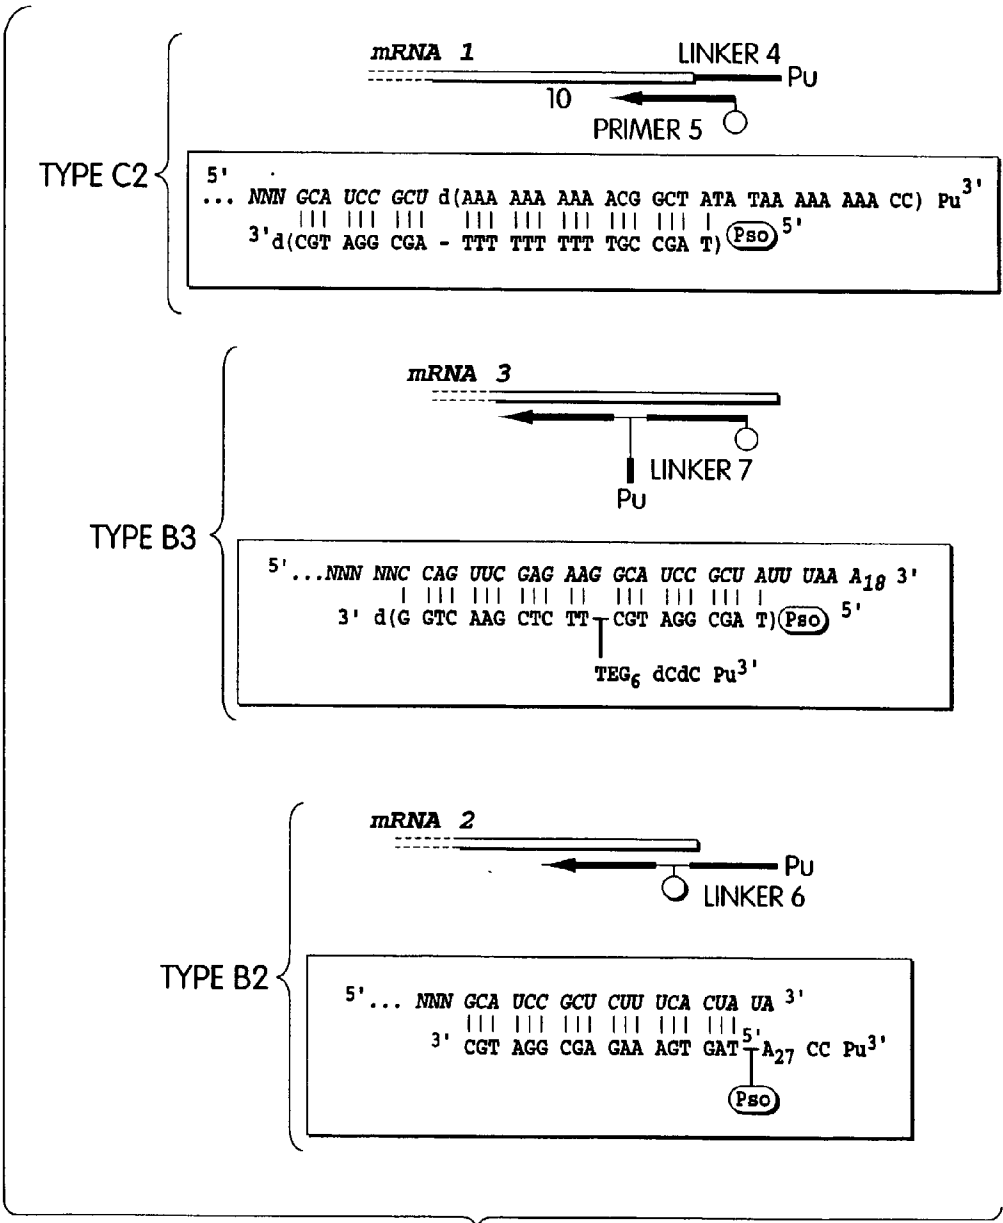 mRNA 1
LINKER 4
Pu
10
PRIMER 5
TYPE C2
5'
... NNN GCA UCC GCU d(AAA AAA AAA ACG GCT ATA TAA AAA AAA CC) Pu3'
3'd(CGT AGG CGA - TTT TTT TTT TGC CGA T) Pso 5'
mRNA 3
LINKER 7
Pu
TYPE B3
5'...NNN NNC CAG UUC GAG AAG GCA UCC GCU AUU UAA A18 3'
3' d(G GTC AAG CTC TT T CGT AGG CGA T) Pso 5'
TEG6 dCdC Pu3'
mRNA 2
Pu
LINKER 6
TYPE B2
5'... NNN GCA UCC GCU CUU UCA CUA UA 3'
3' CGT AGG CGA GAA AGT GAT 5' T A27 CC Pu3'
Pso